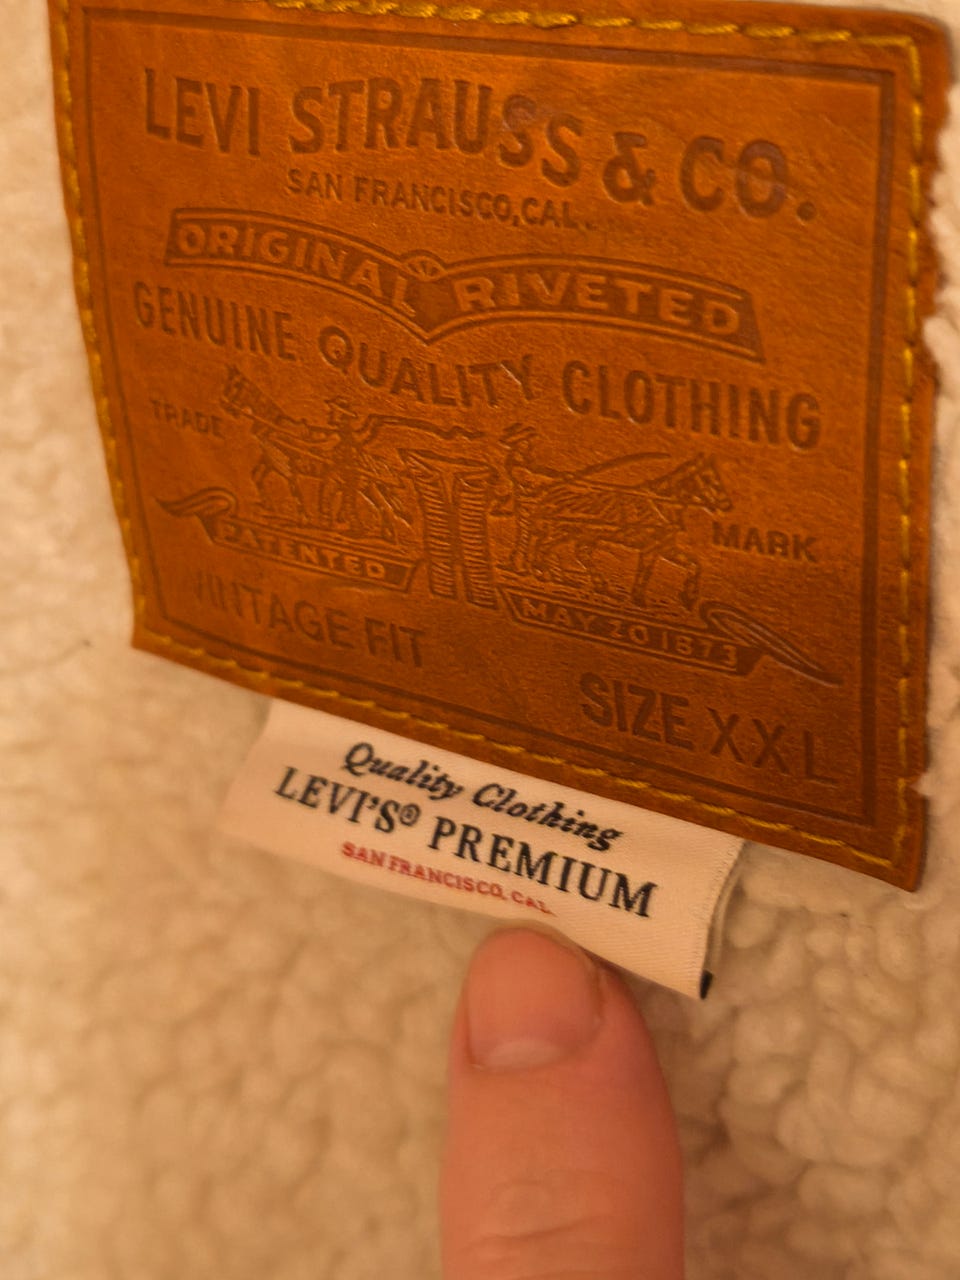 LEVI STRAUSS & CO.
SAN FRANCISCO, CAL.
ORIGINAL RIVETED
GENUINE QUALITY CLOTHING
TRADE MARK
PATENTED MAY 20 1873
VINTAGE FIT
SIZE XXL
Quality Clothing
LEVI'S® PREMIUM
SAN FRANCISCO, CAL.